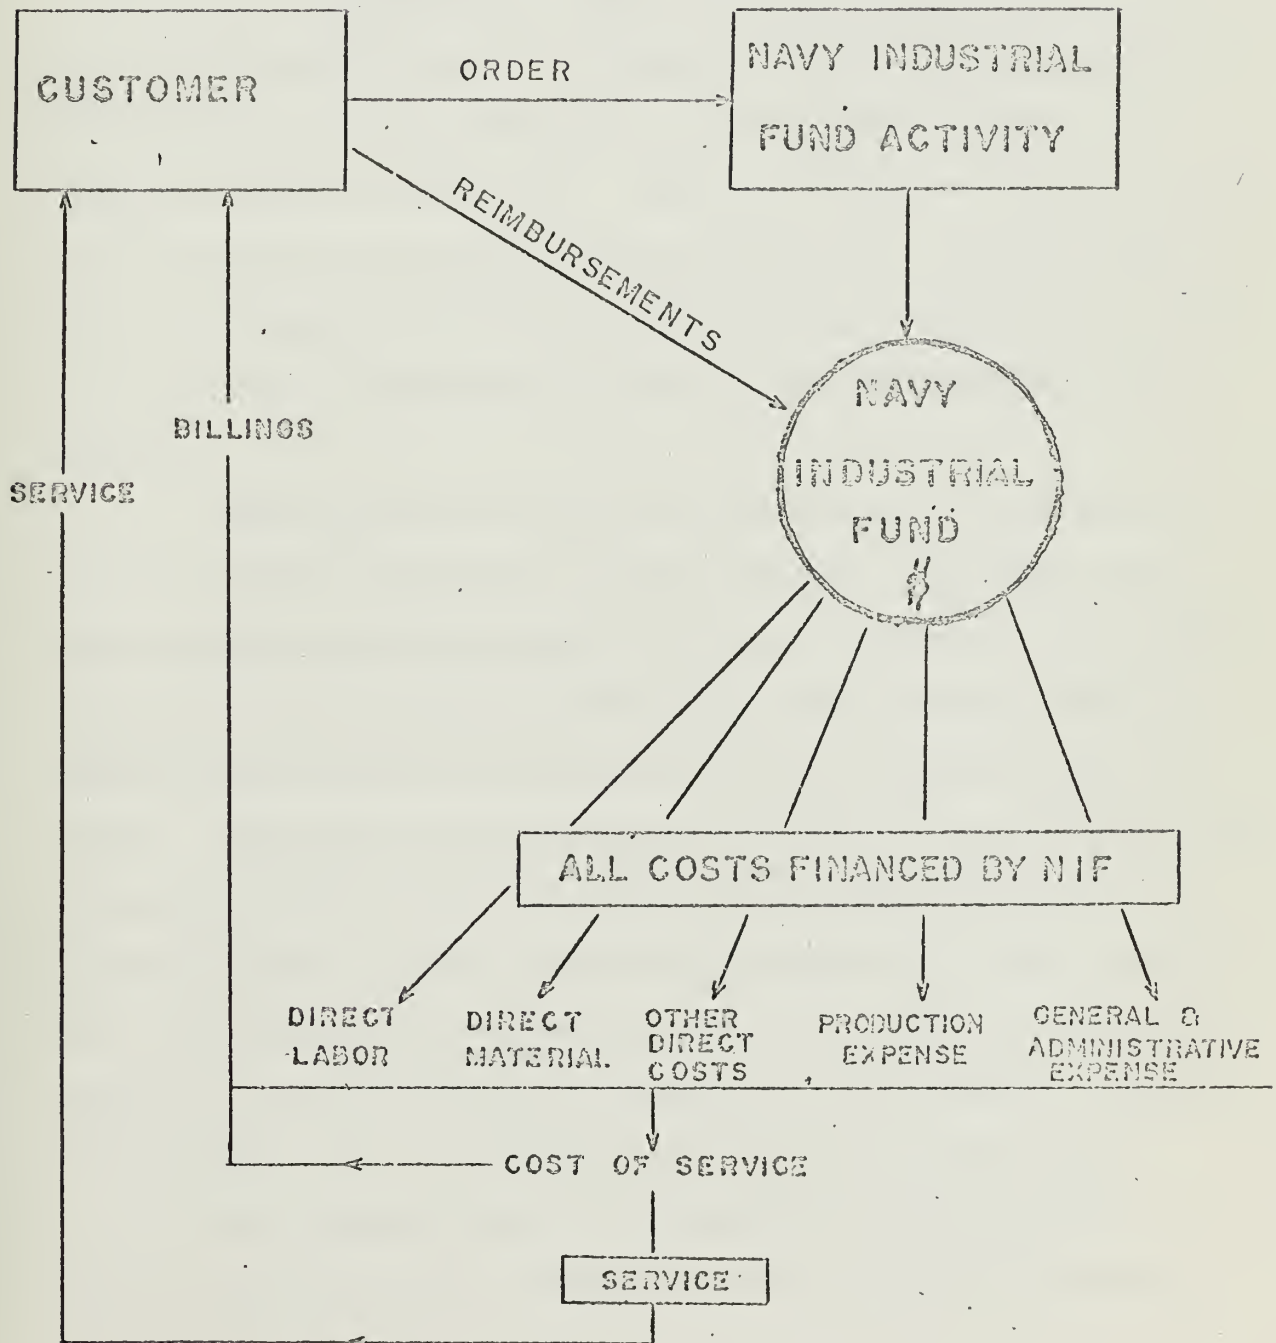 CUSTOMER
ORDER
NAVY INDUSTRIAL
FUND ACTIVITY
REIMBURSEMENTS
NAVY
INDUSTRIAL
FUND
$
BILLINGS
SERVICE
ALL COSTS FINANCED BY NIF
DIRECT
LABOR
DIRECT
MATERIAL
OTHER
DIRECT
COSTS
PRODUCTION
EXPENSE
GENERAL &
ADMINISTRATIVE
EXPENSE
COST OF SERVICE
SERVICE